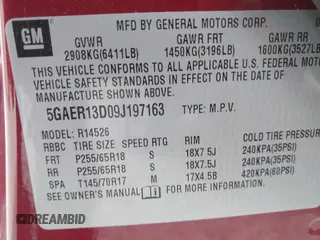 GM
MFD BY GENERAL MOTORS CORP.
GVWR GAWR FRT GAWR RR
2908KG(6411LB) 1450KG(3196LB) 1600KG(3527LB
THIS VEHICLE CONFORMS TO ALL APPLICABLE U.S. FEDERAL
VEHICLE SAFETY STANDARDS IN EFFECT ON THE DATE OF
MANUFACTURE SHOWN ABOVE.
5GAER13D09J197163 TYPE: M.P.V.
MODEL: R14526
RBBC TIRE SIZE SPEED RTG RIM COLD TIRE PRESSU
FRT P255/65R18 S 18X7.5J 240KPA(35PSI)
RR P255/65R18 S 18X7.5J 240KPA(35PSI)
SPA T145/70R17 M 17X4.5B 420KPA(60PSI)
SEE OWNER'S MANUAL FOR ADDITIONAL INFORMATION.
DREAMBID